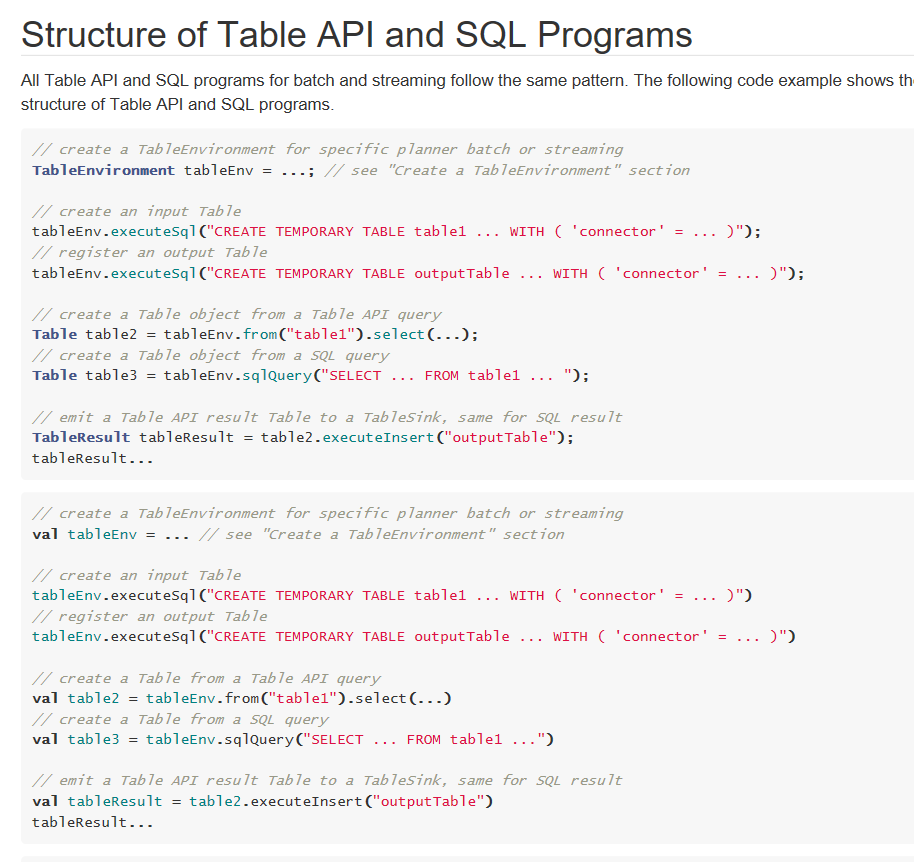 Structure of Table API and SQL Programs
All Table API and SQL programs for batch and streaming follow the same pattern. The following code example shows
structure of Table API and SQL programs.
// create a TableEnvironment for specific planner batch or streaming
TableEnvironment tableEnv = ...; // see "Create a TableEnvironment" section
// create an input Table
tableEnv.executeSql("CREATE TEMPORARY TABLE table1 ... WITH ( 'connector' = ... )");
// register an output Table
tableEnv.executeSql("CREATE TEMPORARY TABLE outputTable ... WITH ( 'connector' = ... )");
// create a Table object from a Table API query
Table table2 = tableEnv.from("table1").select(...);
// create a Table object from a SQL query
Table table3 = tableEnv.sqlQuery("SELECT ... FROM table1 ... ");
// emit a Table API result Table to a TableSink, same for SQL result
TableResult tableResult = table2.executeInsert("outputTable");
tableResult...
// create a TableEnvironment for specific planner batch or streaming
val tableEnv = ... // see "Create a TableEnvironment" section
// create an input Table
tableEnv.executeSql("CREATE TEMPORARY TABLE table1 ... WITH ( 'connector' = ... )")
// register an output Table
tableEnv.executeSql("CREATE TEMPORARY TABLE outputTable ... WITH ( 'connector' = ... )")
// create a Table from a Table API query
val table2 = tableEnv.from("table1").select(...)
// create a Table from a SQL query
val table3 = tableEnv.sqlQuery("SELECT ... FROM table1 ...")
// emit a Table API result Table to a TableSink, same for SQL result
val tableResult = table2.executeInsert("outputTable")
tableResult...